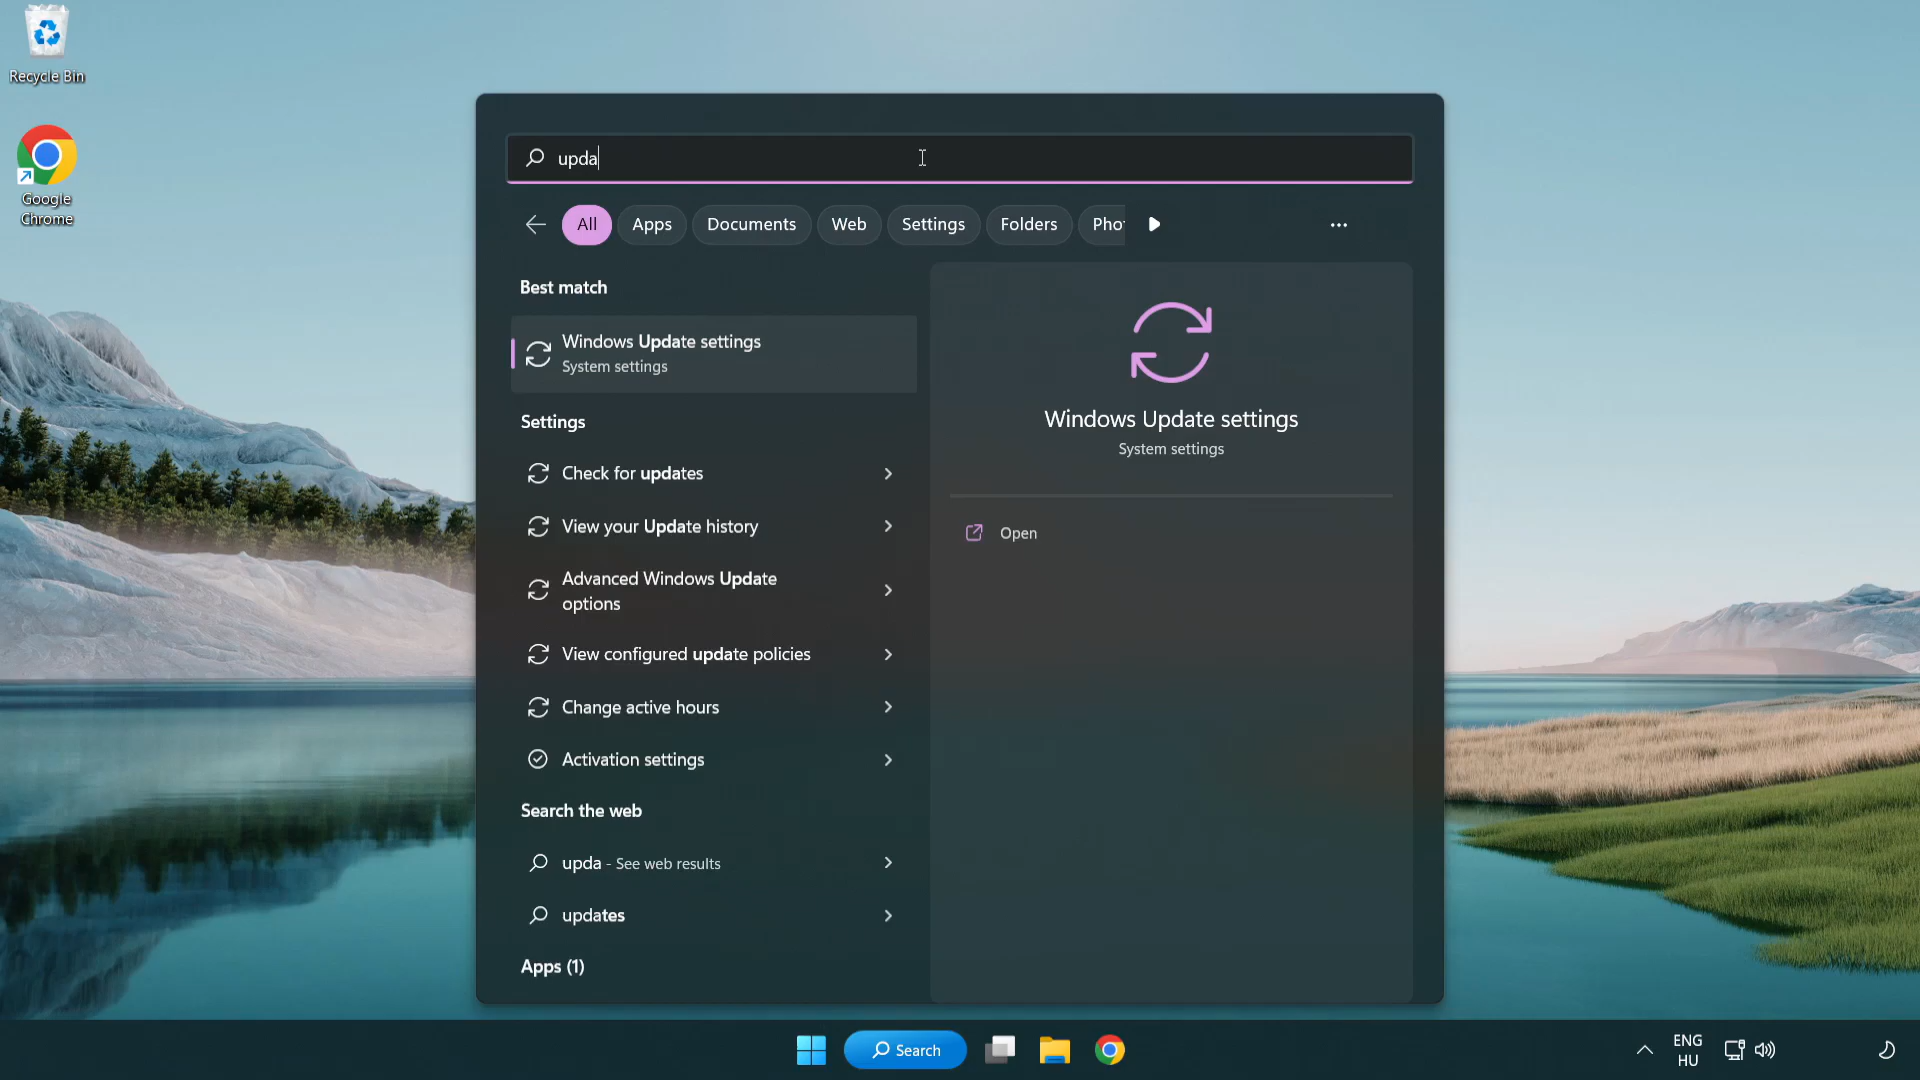 Recycle Bin
Google
Chrome
upda
All
Apps
Documents
Web
Settings
Folders
Pho
Best match
Windows Update settings
System settings
Settings
Check for updates
View your Update history
Advanced Windows Update
options
View configured update policies
Change active hours
Activation settings
Search the web
upda - See web results
updates
Apps (1)
Windows Update settings
System settings
Open
Search
ENG
HU